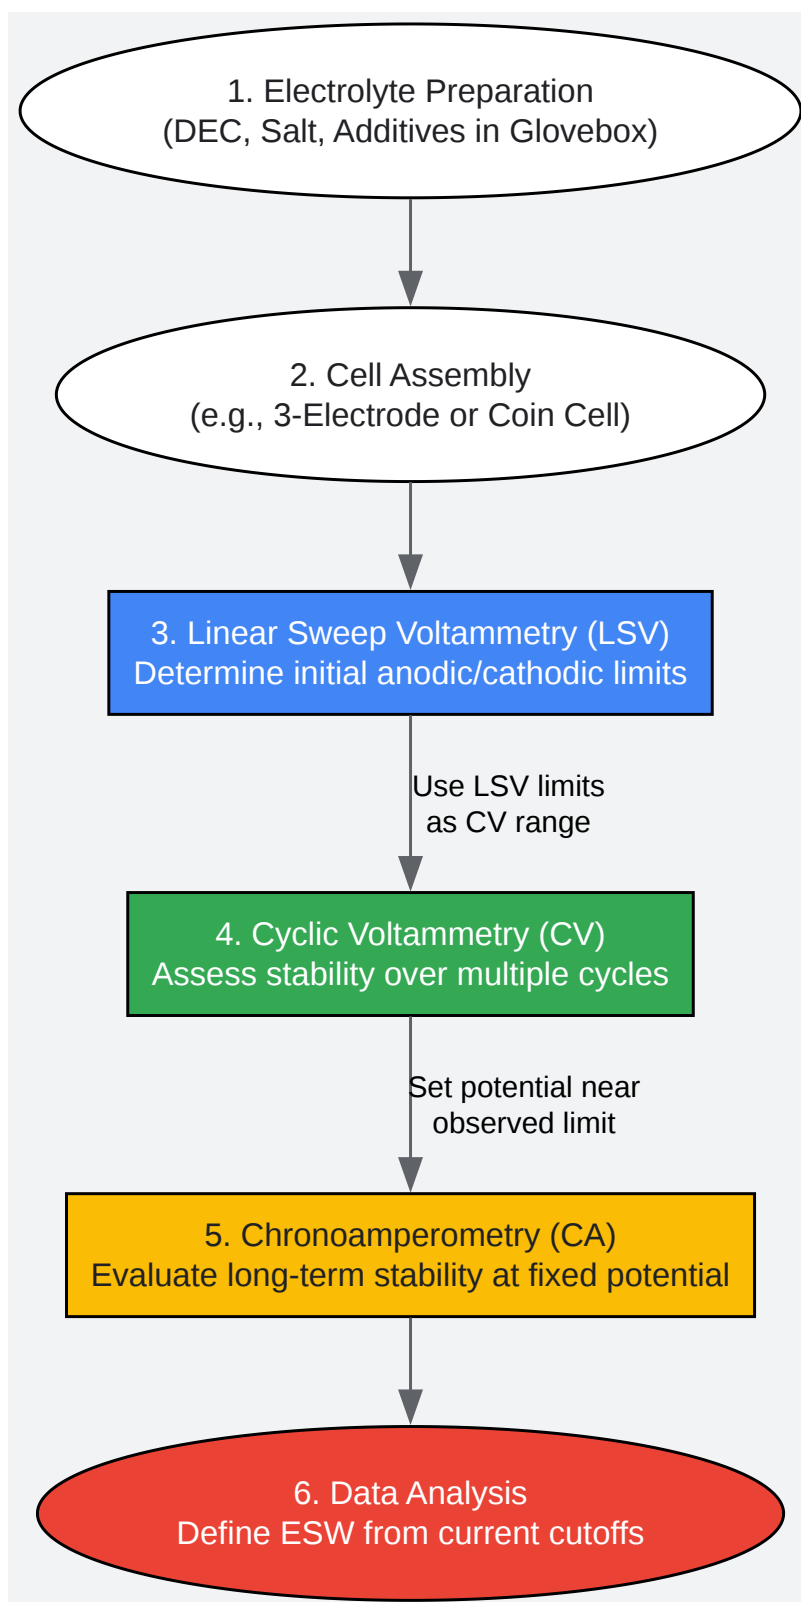 1. Electrolyte Preparation
(DEC, Salt, Additives in Glovebox)
2. Cell Assembly
(e.g., 3-Electrode or Coin Cell)
3. Linear Sweep Voltammetry (LSV)
Determine initial anodic/cathodic limits
Use LSV limits
as CV range
4. Cyclic Voltammetry (CV)
Assess stability over multiple cycles
Set potential near
observed limit
5. Chronoamperometry (CA)
Evaluate long-term stability at fixed potential
6. Data Analysis
Define ESW from current cutoffs